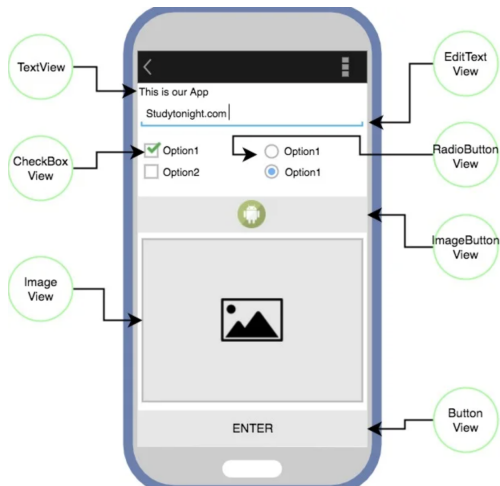 TextView
EditText
View
This is our App
Studytonight.com
CheckBox
View
Option1
Option2
Option1
Option1
RadioButton
View
ImageButton
View
Image
View
Button
View
ENTER